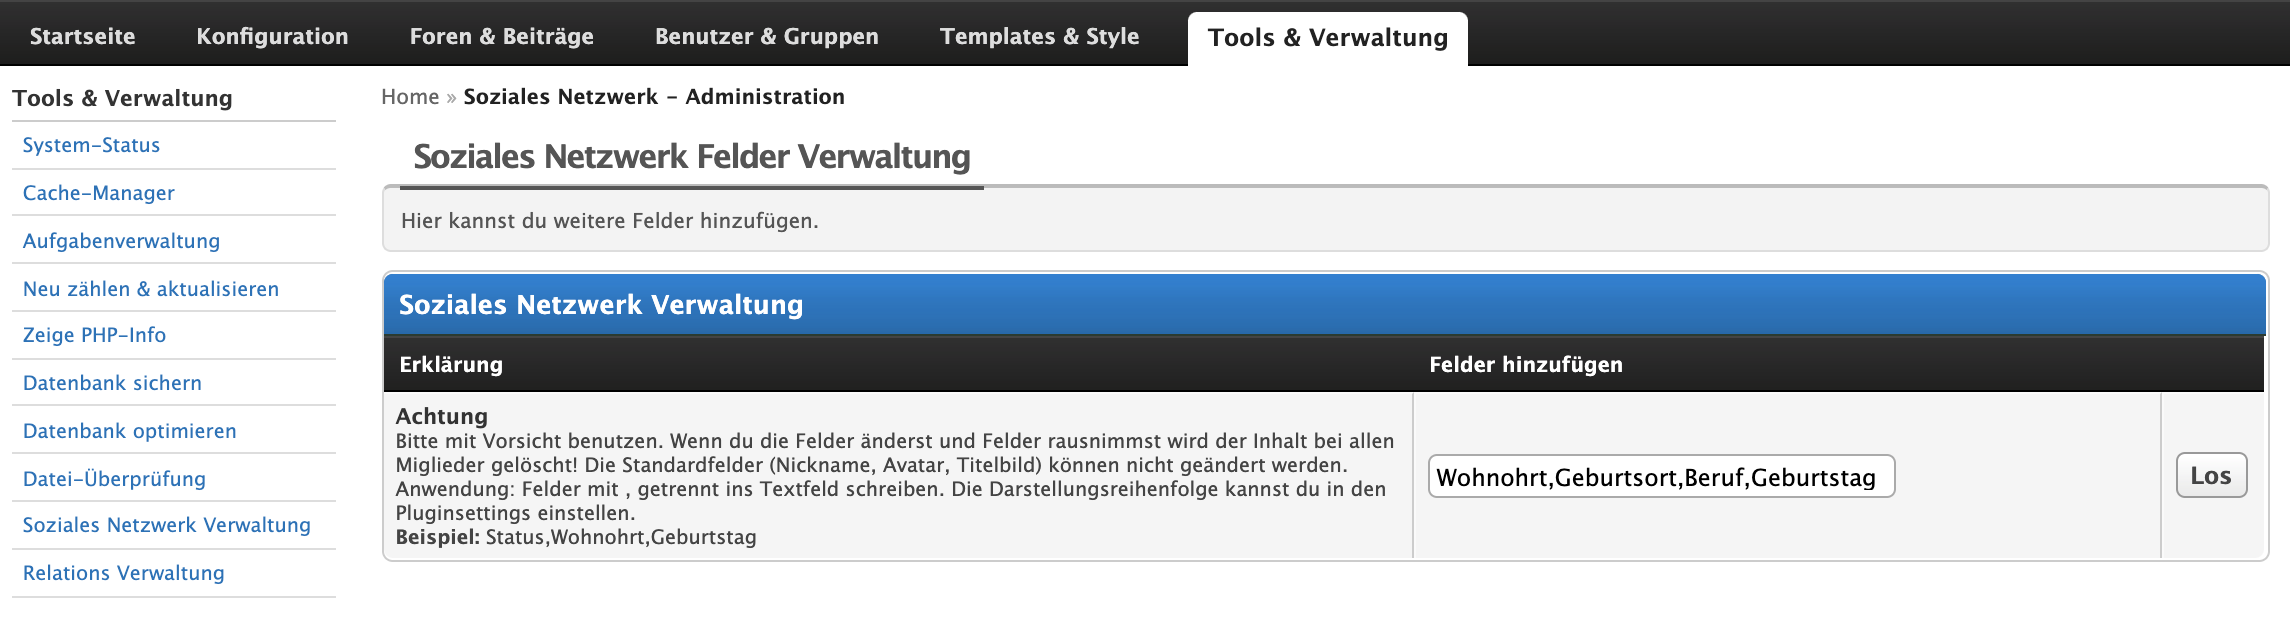 Startseite Konfiguration Foren & Beiträge Benutzer & Gruppen Templates & Style Tools & Verwaltung
Tools & Verwaltung
System-Status
Cache-Manager
Aufgabenverwaltung
Neu zählen & aktualisieren
Zeige PHP-Info
Datenbank sichern
Datenbank optimieren
Datei-Überprüfung
Soziales Netzwerk Verwaltung
Relations Verwaltung
Home » Soziales Netzwerk - Administration
Soziales Netzwerk Felder Verwaltung
Hier kannst du weitere Felder hinzufügen.
Soziales Netzwerk Verwaltung
Erklärung Felder hinzufügen
Achtung
Bitte mit Vorsicht benutzen. Wenn du die Felder änderst und Felder rausnimmst wird der Inhalt bei allen
Miglieder gelöscht! Die Standardfelder (Nickname, Avatar, Titelbild) können nicht geändert werden.
Anwendung: Felder mit , getrennt ins Textfeld schreiben. Die Darstellungsreihenfolge kannst du in den
Pluginsettings einstellen.
Beispiel: Status,Wohnohrt,Geburtstag
Wohnohrt,Geburtsort,Beruf,Geburtstag
Los